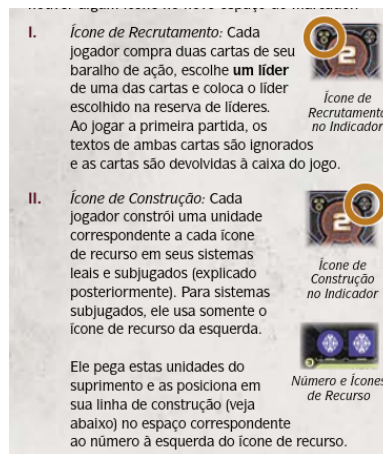 I. Ícone de Recrutamento: Cada
jogador compra duas cartas de seu
baralho de ação, escolhe um líder
de uma das cartas e coloca o líder
escolhido na reserva de líderes.
Ao jogar a primeira partida, os
textos de ambas cartas são ignorados
e as cartas são devolvidas à caixa do jogo.
2
Ícone de
Recrutamento
no Indicador
II. Ícone de Construção: Cada
jogador constrói uma unidade
correspondente a cada ícone
de recurso em seus sistemas
leais e subjugados (explicado
posteriormente). Para sistemas
subjugados, ele usa somente o
ícone de recurso da esquerda.
2
Ícone de
Construção
no Indicador
Ele pega estas unidades do
suprimento e as posiciona em
sua linha de construção (veja
abaixo) no espaço correspondente
ao número à esquerda do ícone de recurso.
Número e Ícones
de Recurso